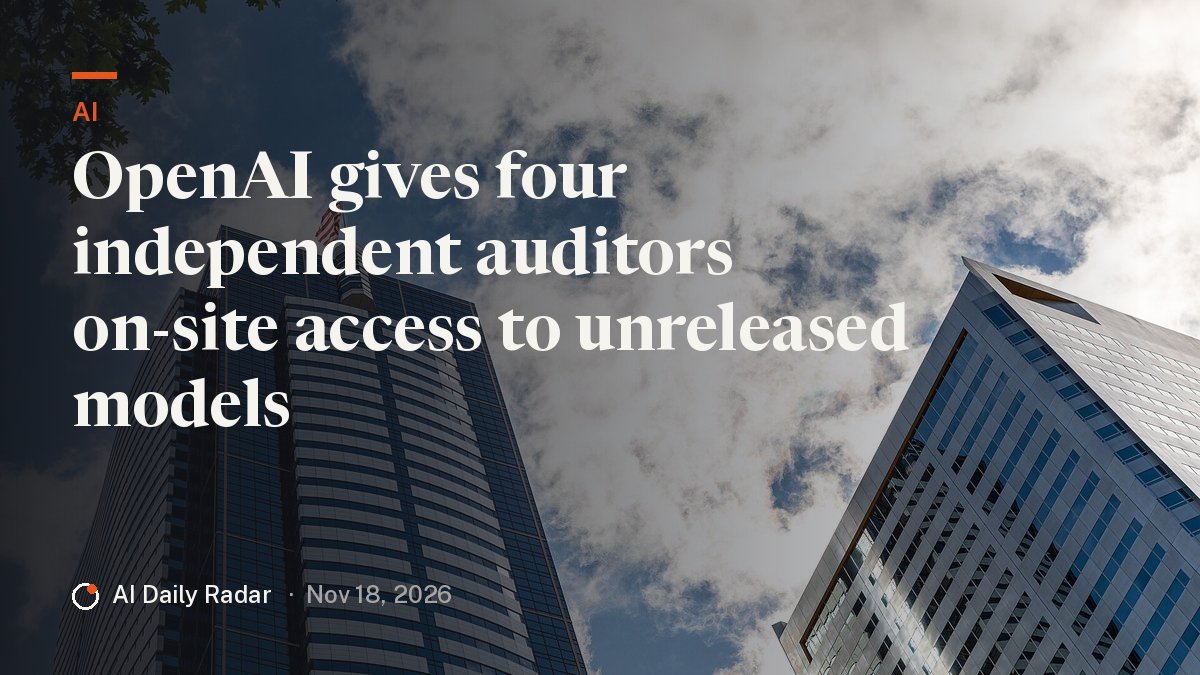 AI
OpenAI gives four
independent auditors
on-site access to unreleased
models
AI Daily Radar · Nov 18, 2026